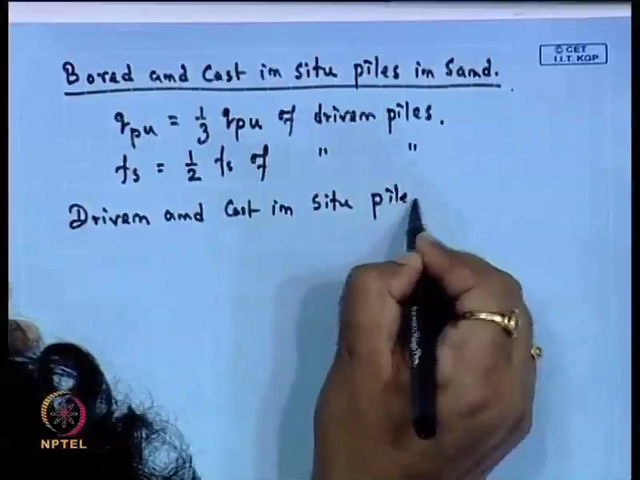 © CET
I.I.T. KGP
Bored and Cast in situ piles in Sand.
qpu = 1/3 qpu of driven piles.
fs = 1/2 fs of " "
Driven and Cast in situ pile
NPTEL